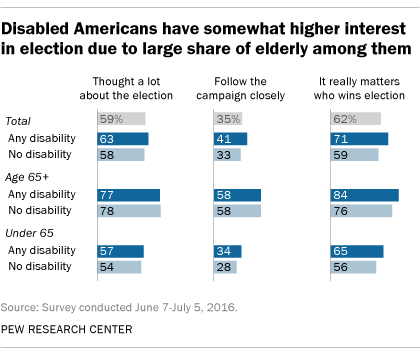 Disabled Americans have somewhat higher interest
in election due to large share of elderly among them
Thought a lot about the election
Follow the campaign closely
It really matters who wins election
Total 59% 35% 62%
Any disability 63 41 71
No disability 58 33 59
Age 65+
Any disability 77 58 84
No disability 78 58 76
Under 65
Any disability 57 34 65
No disability 54 28 56
Source: Survey conducted June 7-July 5, 2016.
PEW RESEARCH CENTER